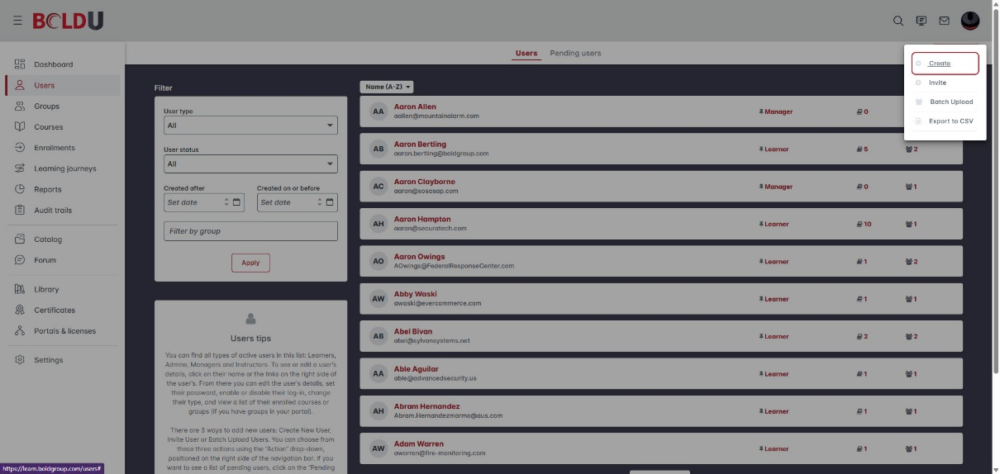 BOLDU
Users
Pending users
Create
Invite
Batch Upload
Export to CSV
Dashboard
Users
Groups
Courses
Enrollments
Learning journeys
Reports
Audit trails
Catalog
Forum
Library
Certificates
Portals & licenses
Settings
Filter
User type
All
User status
All
Created after
Created on or before
Set date
Set date
Filter by group
Apply
Users tips
You can find all types of active users in this list: Learners,
Admins, Managers and Instructors. To see or edit a user's
details, click on their name or the links on the right side of
the user's. From there you can edit the user's details, set
their password, enable or disable their log-in, change
their type, and view a list of their enrolled courses or
groups (if you have groups in your portal).
There are 3 ways to add new users: Create New User,
Invite User or Batch Upload Users. You can choose from
these three actions using the "Action" drop-down,
positioned on the right side of the navigation bar. If you
want to see a list of pending users, click on the "Pending
Name (A-Z)
AA Aaron Allen Manager 0
aallen@mountainalarm.com
AB Aaron Bertling Learner 5 2
aaron.bertling@boldgroup.com
AC Aaron Clayborne Manager 0 1
aaron@sosasap.com
AH Aaron Hampton Learner 10 1
aaron@securatech.com
AO Aaron Owings Learner 1 2
AOwings@FederalResponseCenter.com
AW Abby Waski Learner 1 1
awaski@evercommerce.com
AB Abel Bivan Learner 2 2
abel@sylvansystems.net
AA Able Aguilar Learner 1 1
able@advancedsecurity.us
AH Abram Hernandez Learner 1 1
Abram.Hernandezmarmo@aus.com
AW Adam Warren Learner 1 1
awarren@fire-monitoring.com
https://learn.boldgroup.com/users#